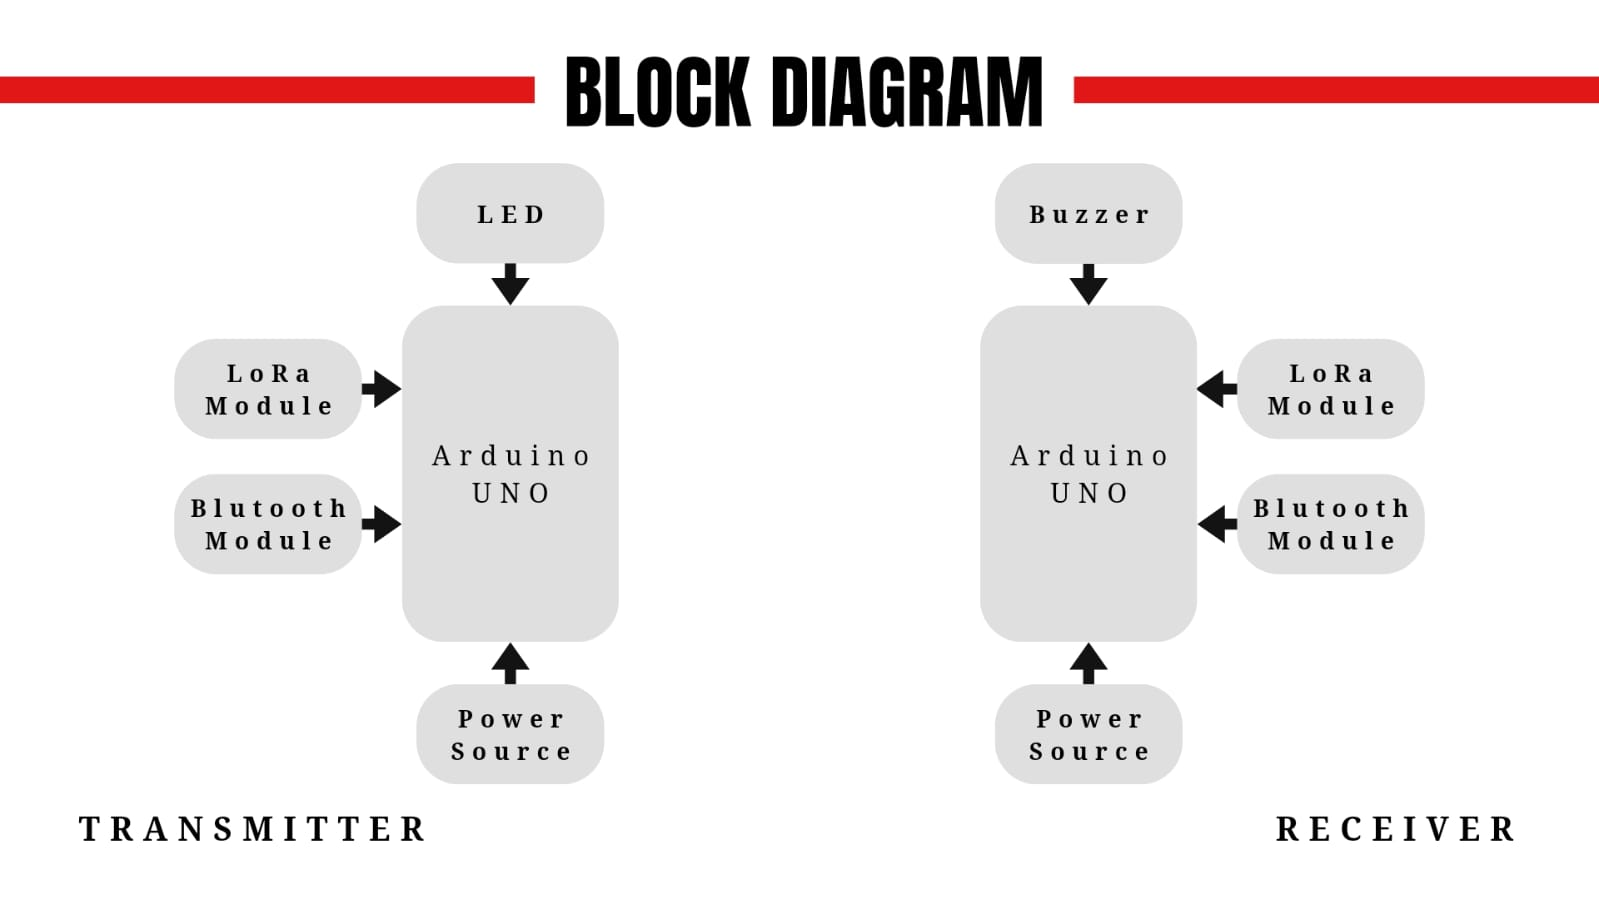 BLOCK DIAGRAM
LED
LoRa
Module
Blutooth
Module
Arduino
UNO
Power
Source
TRANSMITTER
Buzzer
Arduino
UNO
LoRa
Module
Blutooth
Module
Power
Source
RECEIVER